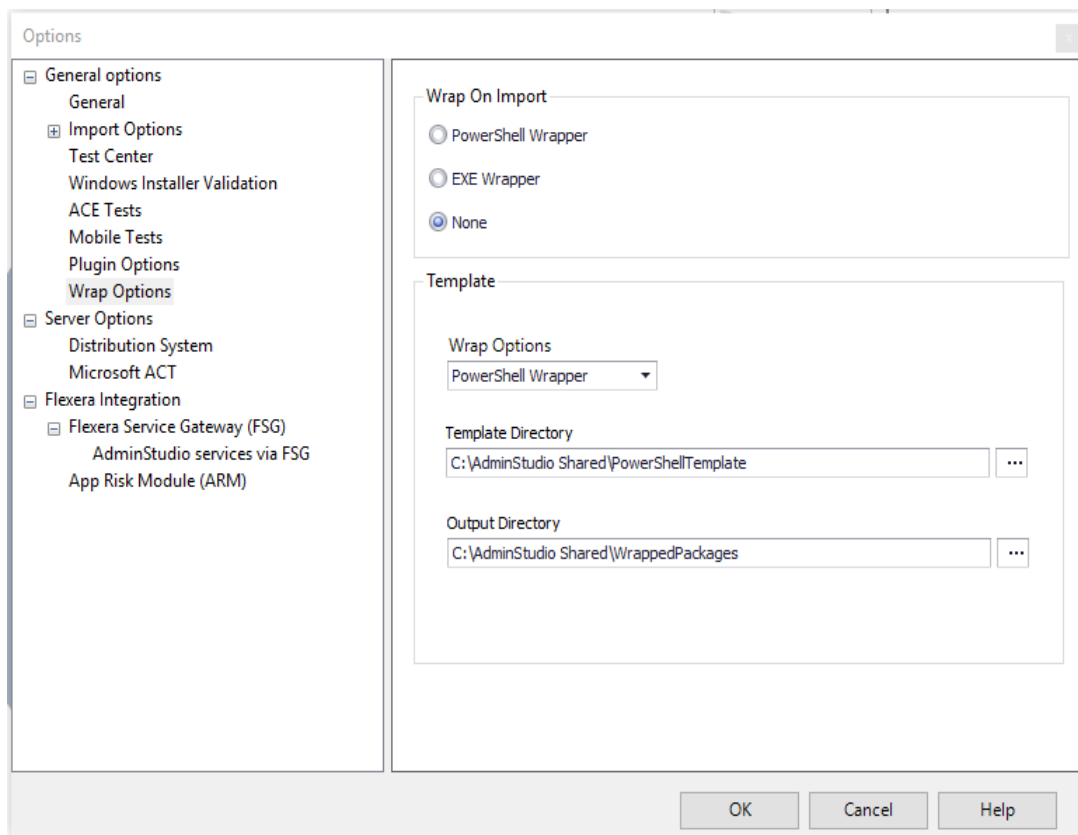 Options
General options
General
Import Options
Test Center
Windows Installer Validation
ACE Tests
Mobile Tests
Plugin Options
Wrap Options
Server Options
Distribution System
Microsoft ACT
Flexera Integration
Flexera Service Gateway (FSG)
AdminStudio services via FSG
App Risk Module (ARM)
Wrap On Import
PowerShell Wrapper
EXE Wrapper
None
Template
Wrap Options
PowerShell Wrapper
Template Directory
C:\AdminStudio Shared\PowerShellTemplate
...
Output Directory
C:\AdminStudio Shared\WrappedPackages
...
OK Cancel Help